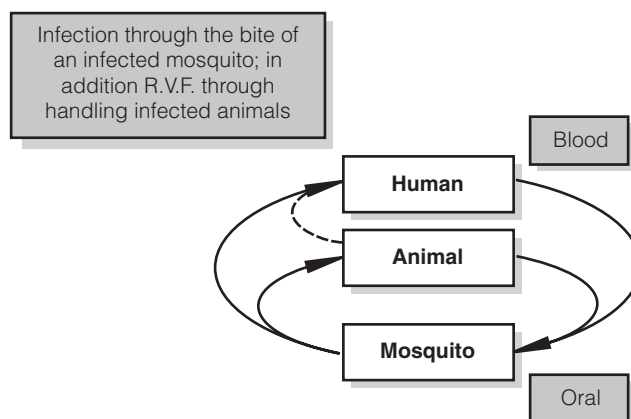 Infection through the bite of
an infected mosquito; in
addition R.V.F. through
handling infected animals
Blood
Human
Animal
Mosquito
Oral